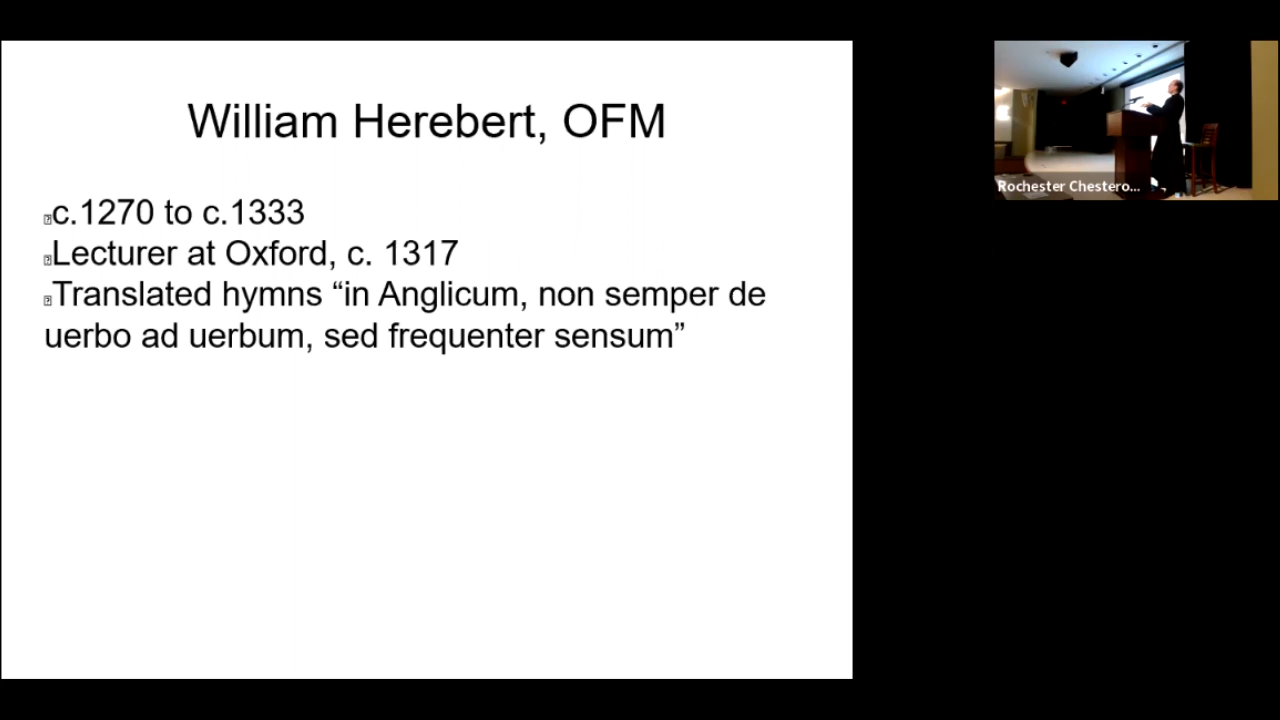 William Herebert, OFM
c.1270 to c.1333
Lecturer at Oxford, c. 1317
Translated hymns “in Anglicum, non semper de
uerbo ad uerbum, sed frequenter sensum”
Rochester Chestero...